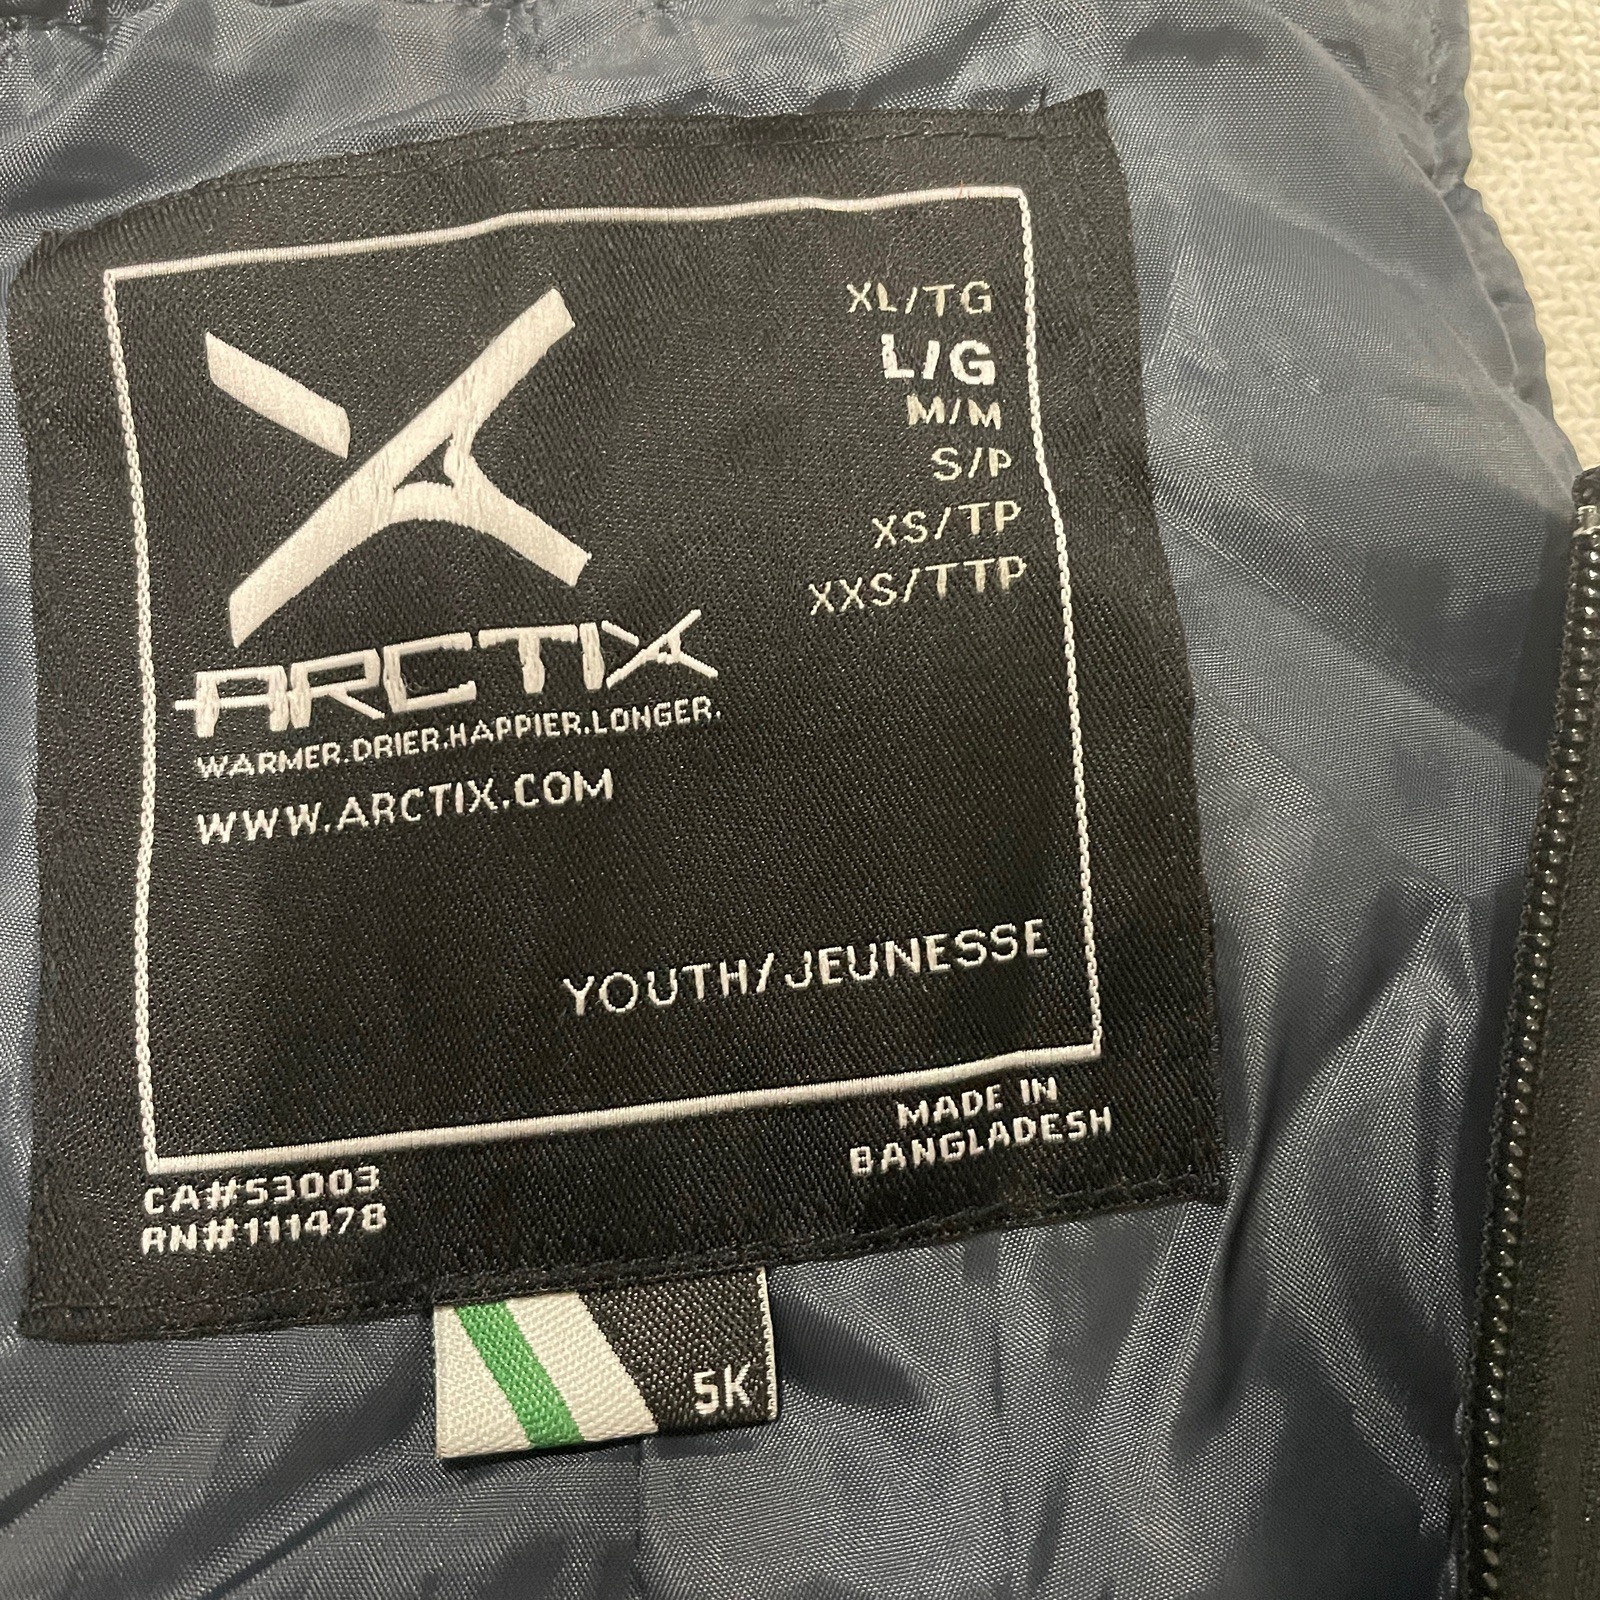 XL/TG
L/G
M/M
S/P
XS/TP
XXS/TTP
ARCTIX
WARMER.DRIER.HAPPIER.LONGER.
WWW.ARCTIX.COM
YOUTH/JEUNESSE
MADE IN
BANGLADESH
CA#53003
RN#111478
5K